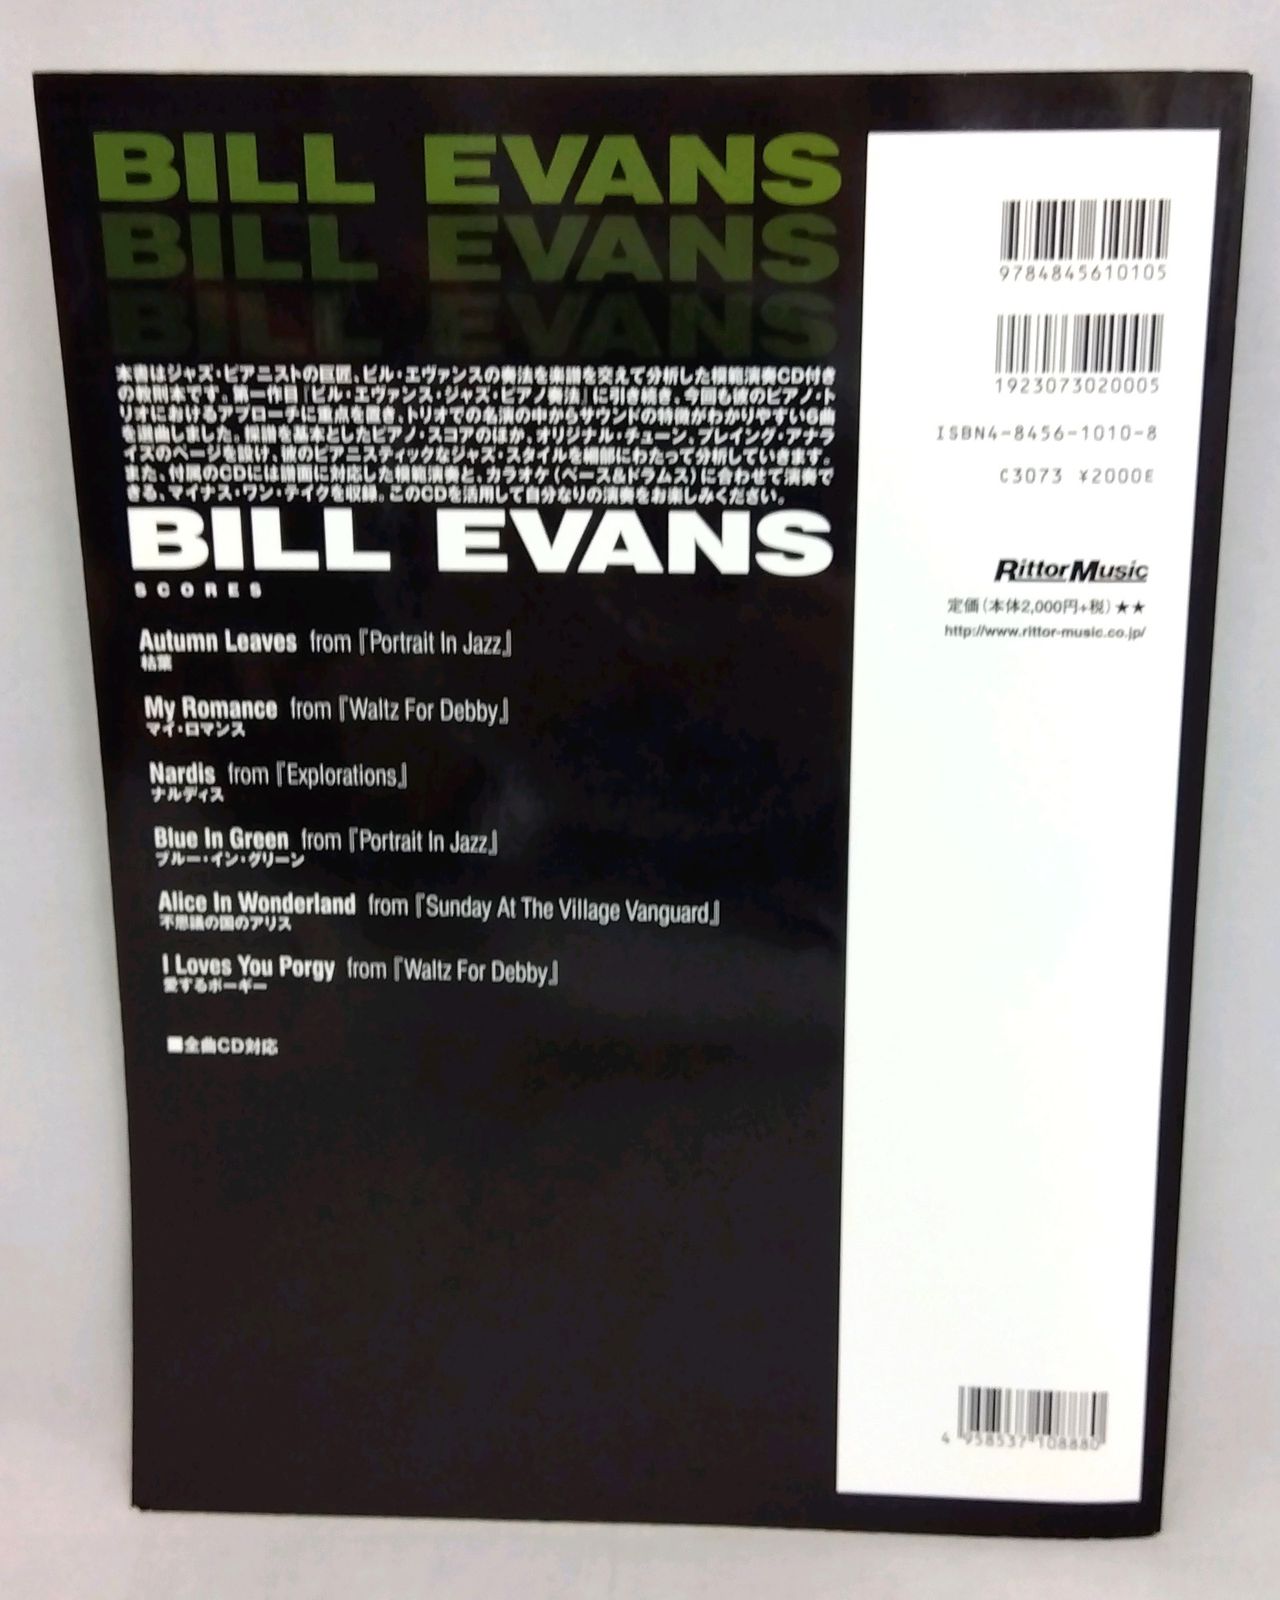 BILL EVANS
BILL EVANS
BILL EVANS
本書はジャズ・ピアニストの巨匠、ビル・エヴァンスの奏法を楽譜を交えて分析した模範演奏CD付き
の教則本です。第一作目『ビル・エヴァンス・ジャズ・ピアノ奏法』に引き続き、今回も彼のピアノ・ト
リオにおけるアプローチに重点を置き、トリオでの名演の中からサウンドの特徴がわかりやすい6曲
を選曲しました。採譜を基本としたピアノ・スコアのほか、オリジナル・チューン、プレイング・アナラ
イズのページを設け、彼のピアニスティックなジャズ・スタイルを細部にわたって分析していきます。
また、付属のCDには譜面に対応した模範演奏と、カラオケ(ベース&ドラムス)に合わせて演奏で
きる、マイナス・ワン・テイクを収録。このCDを活用して自分なりの演奏をお楽しみください。
BILL EVANS
SCORES
Autumn Leaves from『Portrait In Jazz』
枯葉
My Romance from『Waltz For Debby』
マイ・ロマンス
Nardis from『Explorations』
ナルディス
Blue In Green from『Portrait In Jazz』
ブルー・イン・グリーン
Alice In Wonderland from『Sunday At The Village Vanguard』
不思議の国のアリス
I Loves You Porgy from『Waltz For Debby』
愛するポーギー
■全曲CD対応
9784845610105
1923073020005
ISBN4-8456-1010-8
C3073 ¥2000E
RittorMusic
定価(本体2,000円+税)★★
http://www.rittor-music.co.jp/
4 958537 108880